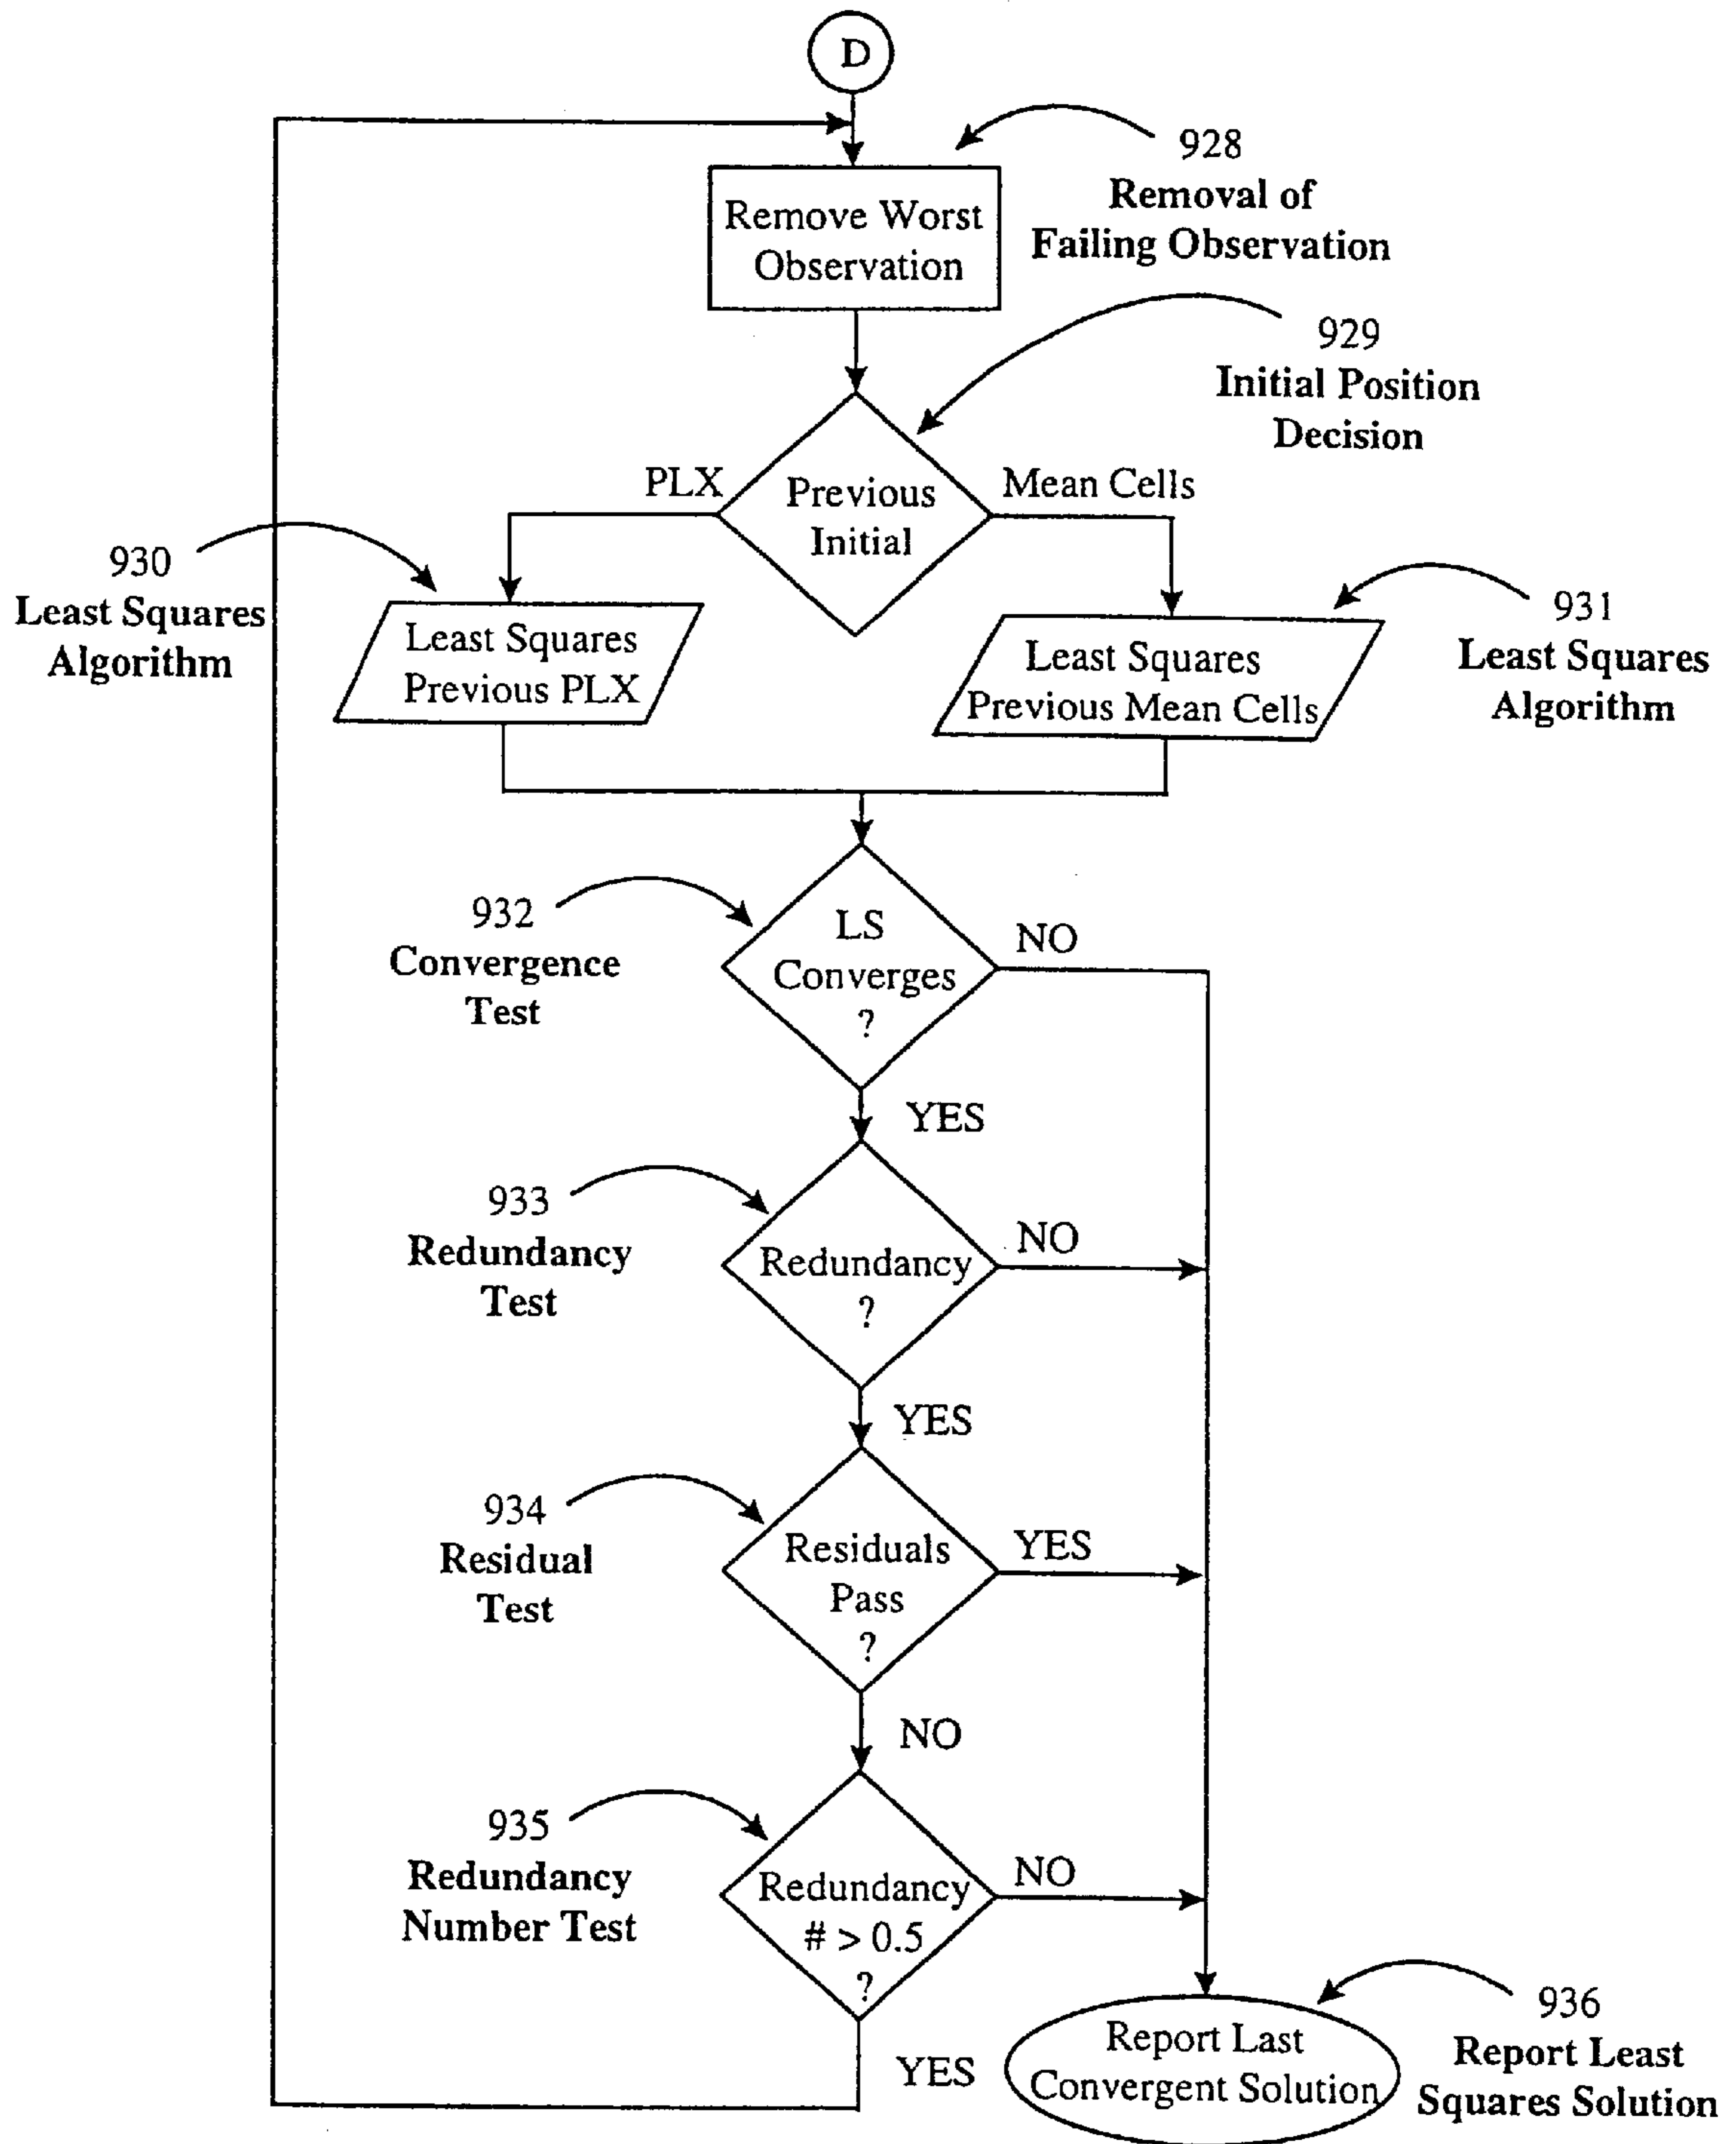 D
928
Removal of
Failing Observation
Remove Worst
Observation
929
Initial Position
Decision
PLX
Previous
Initial
Mean Cells
930
Least Squares
Algorithm
Least Squares
Previous PLX
931
Least Squares
Algorithm
Least Squares
Previous Mean Cells
932
Convergence
Test
LS
Converges
?
NO
YES
933
Redundancy
Test
Redundancy
?
NO
YES
934
Residual
Test
Residuals
Pass
?
YES
NO
935
Redundancy
Number Test
Redundancy
# > 0.5
?
NO
YES
Report Last
Convergent Solution
936
Report Least
Squares Solution